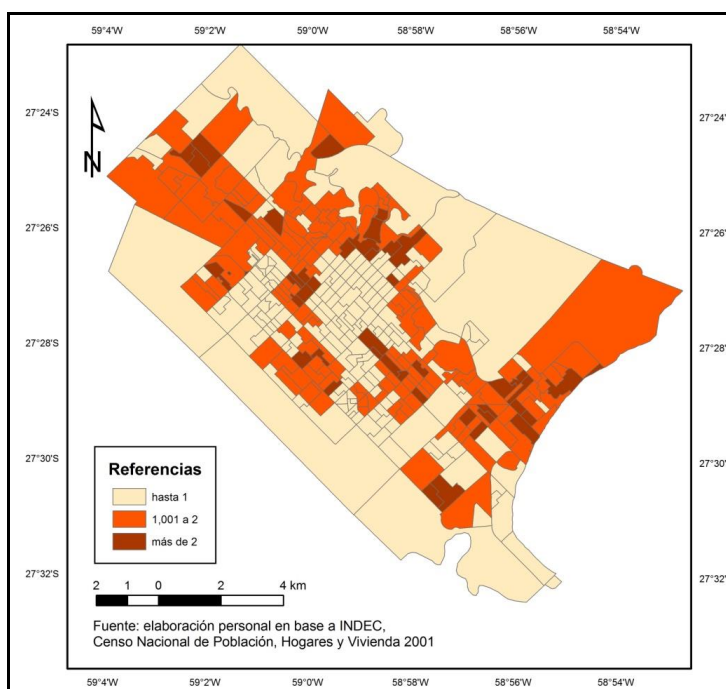 59°4'W 59°2'W 59°0'W 58°58'W 58°56'W 58°54'W
27°24'S 27°24'S
N
27°26'S 27°26'S
27°28'S 27°28'S
27°30'S 27°30'S
Referencias
hasta 1
1,001 a 2
más de 2
27°32'S 27°32'S
2 1 0 2 4 km
Fuente: elaboración personal en base a INDEC,
Censo Nacional de Población, Hogares y Vivienda 2001
59°4'W 59°2'W 59°0'W 58°58'W 58°56'W 58°54'W